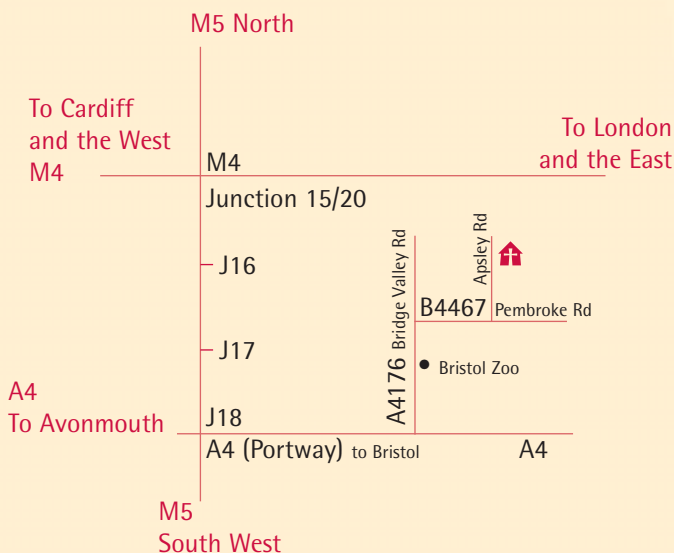 M5 North
To Cardiff
and the West
M4
To London
and the East
M4
Junction 15/20
J16
J17
Bridge Valley Rd
A4176
Apsley Rd
B4467 Pembroke Rd
Bristol Zoo
A4
To Avonmouth
J18
A4 (Portway) to Bristol
A4
M5
South West